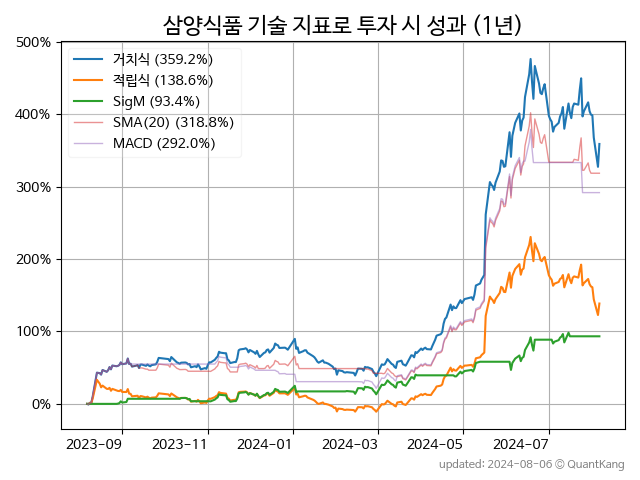 삼양식품 기술 지표로 투자 시 성과 (1년)
500%
400%
300%
200%
100%
0%
거치식 (359.2%)
적립식 (138.6%)
SigM (93.4%)
SMA(20) (318.8%)
MACD (292.0%)
2023-09
2023-11
2024-01
2024-03
2024-05
2024-07
updated: 2024-08-06 © QuantKang